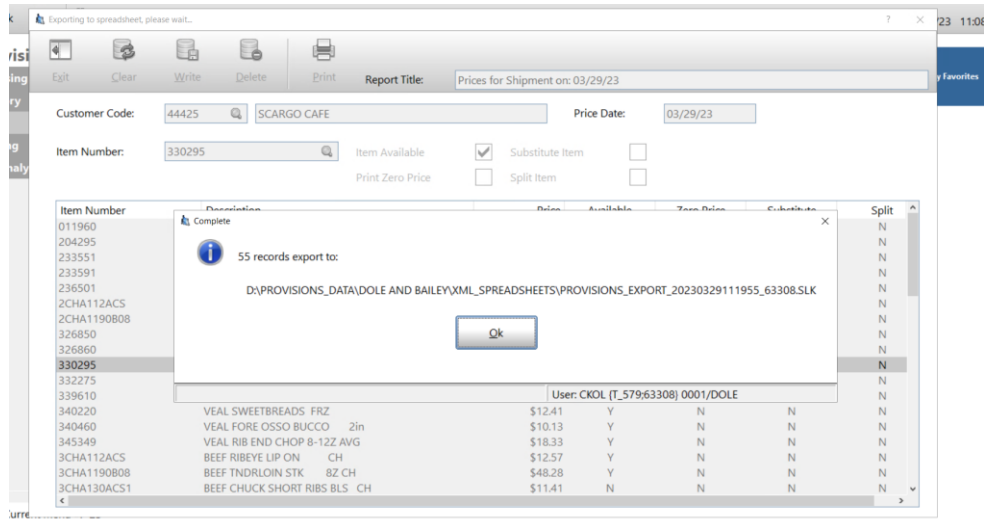 Exporting to spreadsheet, please wait...
/23 11:08
Exit Clear Write Delete Print Report Title: Prices for Shipment on: 03/29/23
y Favorites
Customer Code: 44425 SCARGO CAFE Price Date: 03/29/23
Item Number: 330295 Item Available Substitute Item
Print Zero Price Split Item
Item Number Description Price Available Zero Price Substitute Split
011960 N
204295 N
233551 N
233591 N
236501 N
2CHA112ACS N
2CHA1190B08 N
326850 N
326860 N
330295 N
332275 N
339610 N
Complete
55 records export to:
D:\PROVISIONS_DATA\DOLE AND BAILEY\XML_SPREADSHEETS\PROVISIONS_EXPORT_20230329111955_63308.SLK
Ok
User: CKOL {T_579;63308} 0001/DOLE
340220 VEAL SWEETBREADS FRZ $12.41 Y N N N
340460 VEAL FORE OSSO BUCCO 2in $10.13 Y N N N
345349 VEAL RIB END CHOP 8-12Z AVG $18.33 Y N N N
3CHA112ACS BEEF RIBEYE LIP ON CH $12.57 Y N N N
3CHA1190B08 BEEF TNDRLOIN STK 8Z CH $48.28 Y N N N
3CHA130ACS1 BEEF CHUCK SHORT RIBS BLS CH $11.41 N N N N